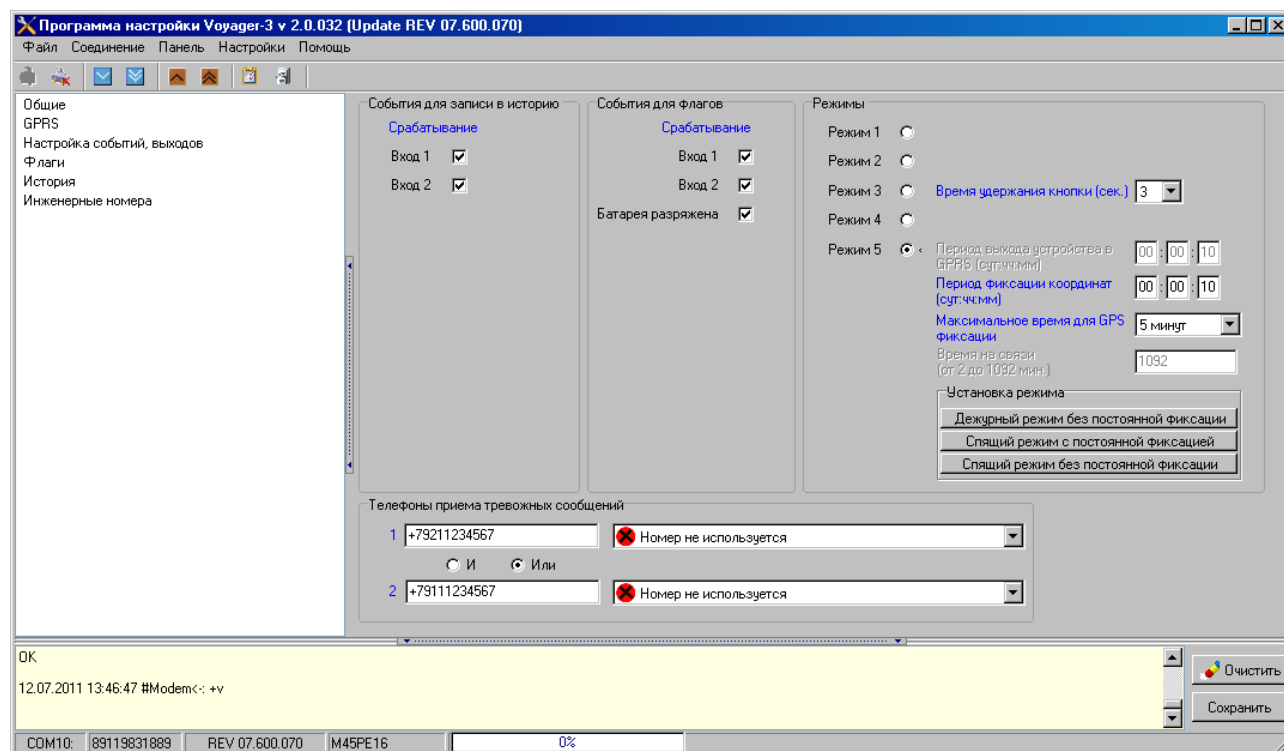 Программа настройки Voyager-3 v 2.0.032 (Update REV 07.600.070)
Файл Соединение Панель Настройки Помощь
Общие
GPRS
Настройка событий, выходов
Флаги
История
Инженерные номера
События для записи в историю
Срабатывание
Вход 1
Вход 2
События для флагов
Срабатывание
Вход 1
Вход 2
Батарея разряжена
Режимы
Режим 1
Режим 2
Режим 3
Время удержания кнопки (сек.) 3
Режим 4
Режим 5
Период выхода устройства в
GPRS (сут:чч:мм)
00 : 00 : 10
Период фиксации координат
(сут:чч:мм)
00 : 00 : 10
Максимальное время для GPS
фиксации
5 минут
Время на связи
(от 2 до 1092 мин.)
1092
Установка режима
Дежурный режим без постоянной фиксации
Спящий режим с постоянной фиксацией
Спящий режим без постоянной фиксации
Телефоны приема тревожных сообщений
1 +79211234567 Номер не используется
И Или
2 +79111234567 Номер не используется
OK
12.07.2011 13:46:47 #Modem<-: +v
Очистить
Сохранить
COM10: 89119831889 REV 07.600.070 M45PE16 0%